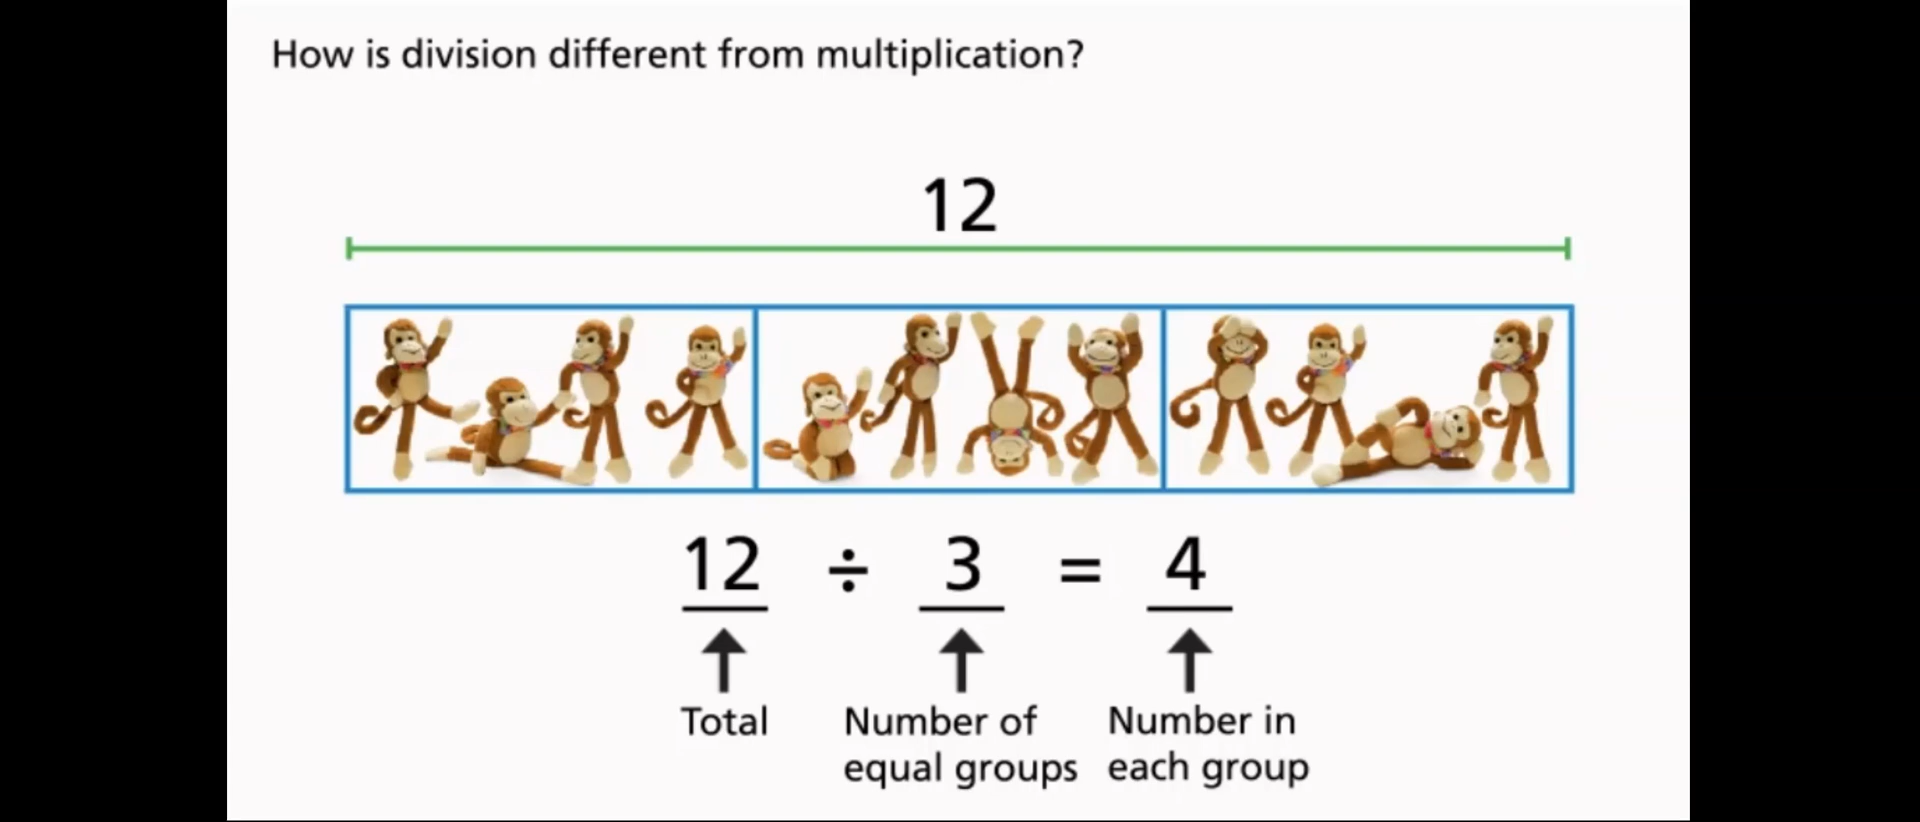 How is division different from multiplication?
12
12 ÷ 3 = 4
Total
Number of equal groups
Number in each group